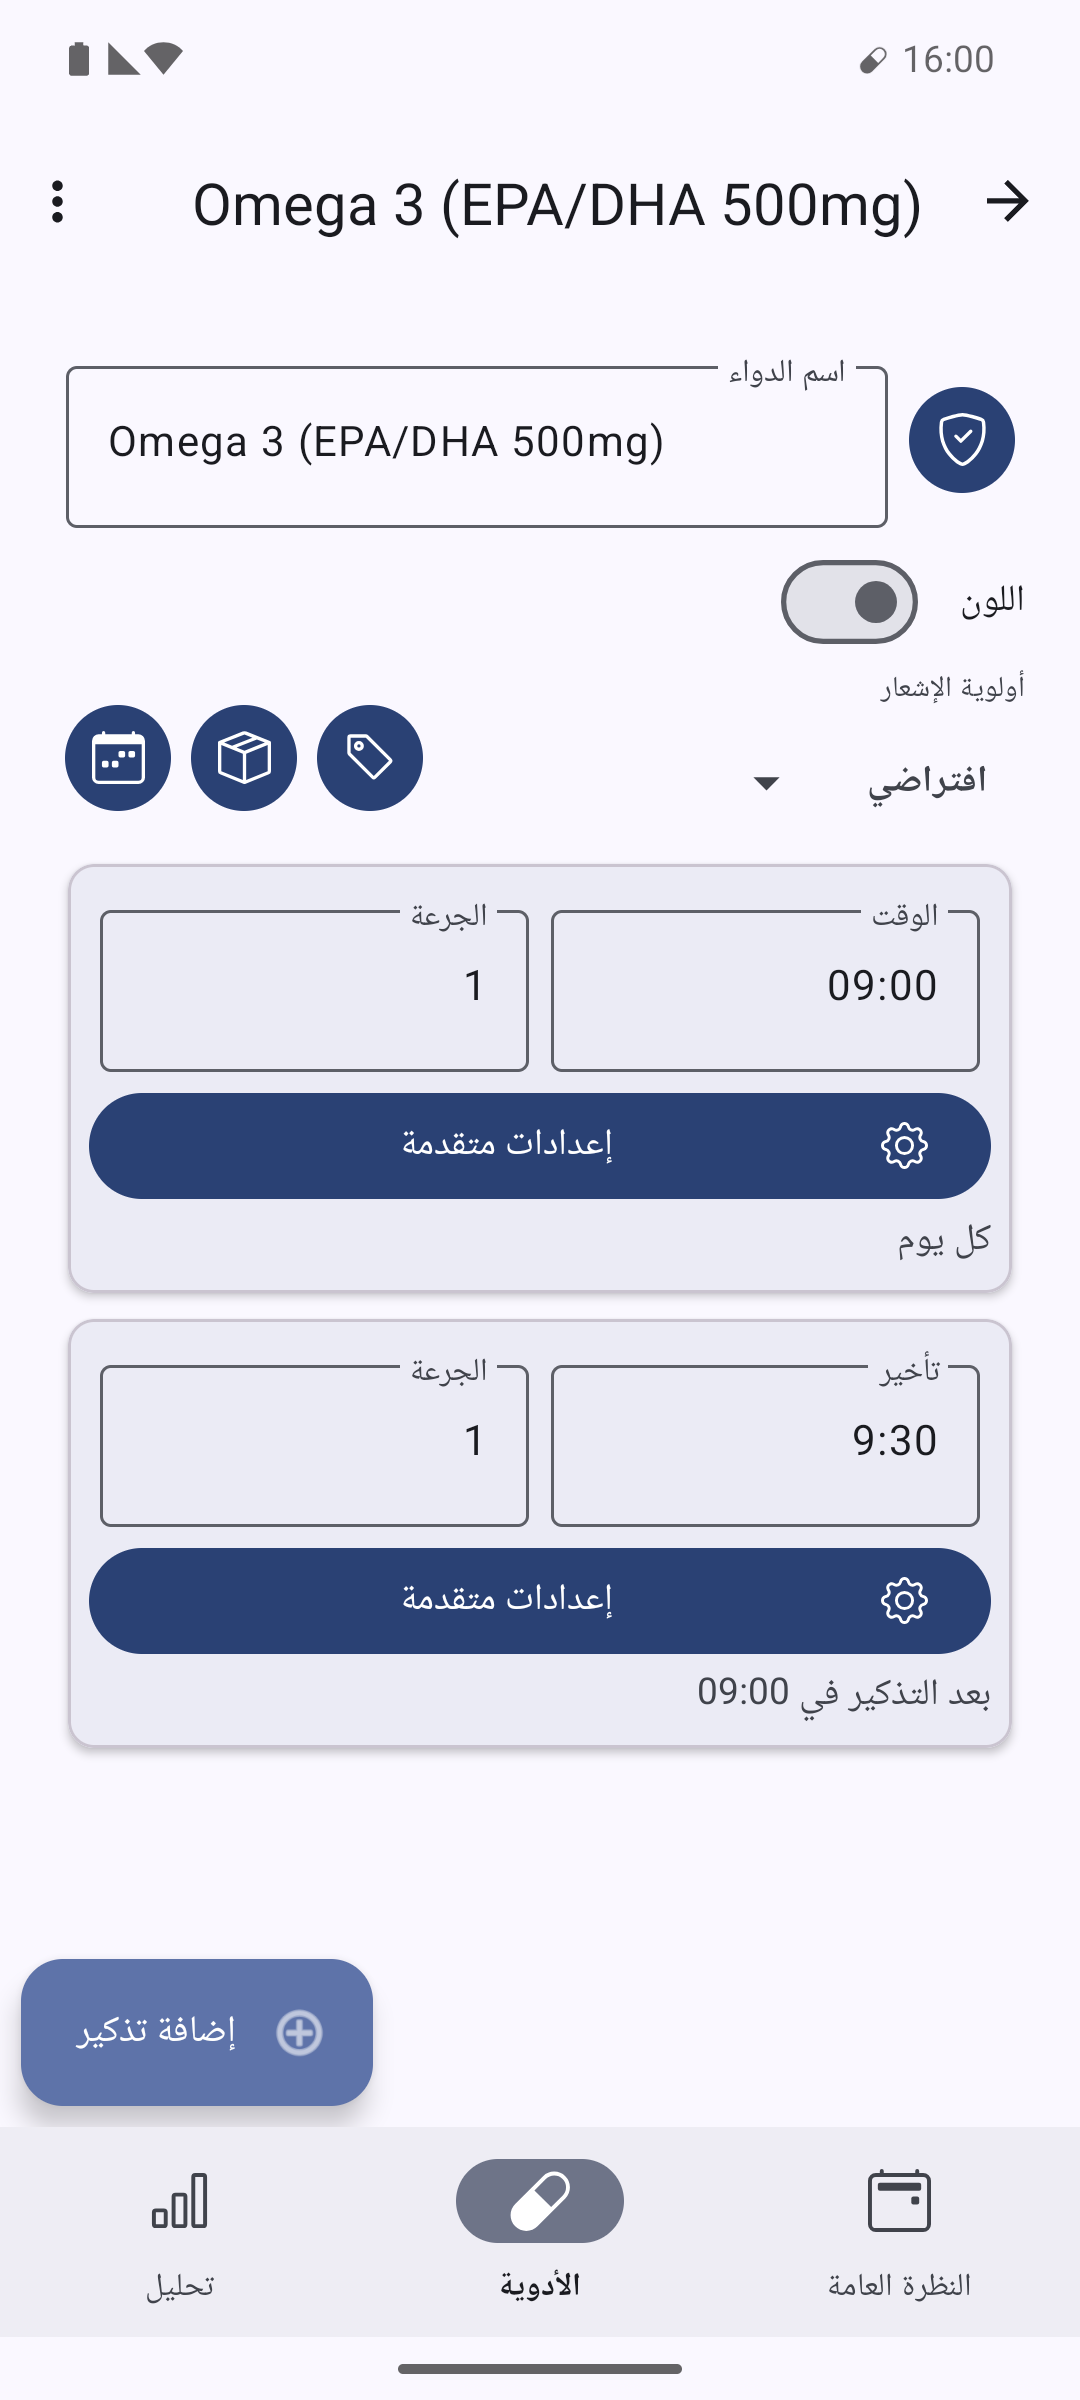 16:00
Omega 3 (EPA/DHA 500mg)
اسم الدواء
Omega 3 (EPA/DHA 500mg)
اللون
أولوية الإشعار
افتراضي
الوقت
الجرعة
09:00
1
إعدادات متقدمة
كل يوم
تأخير
الجرعة
9:30
1
إعدادات متقدمة
بعد التذكير في 09:00
إضافة تذكير
النظرة العامة
الأدوية
تحليل